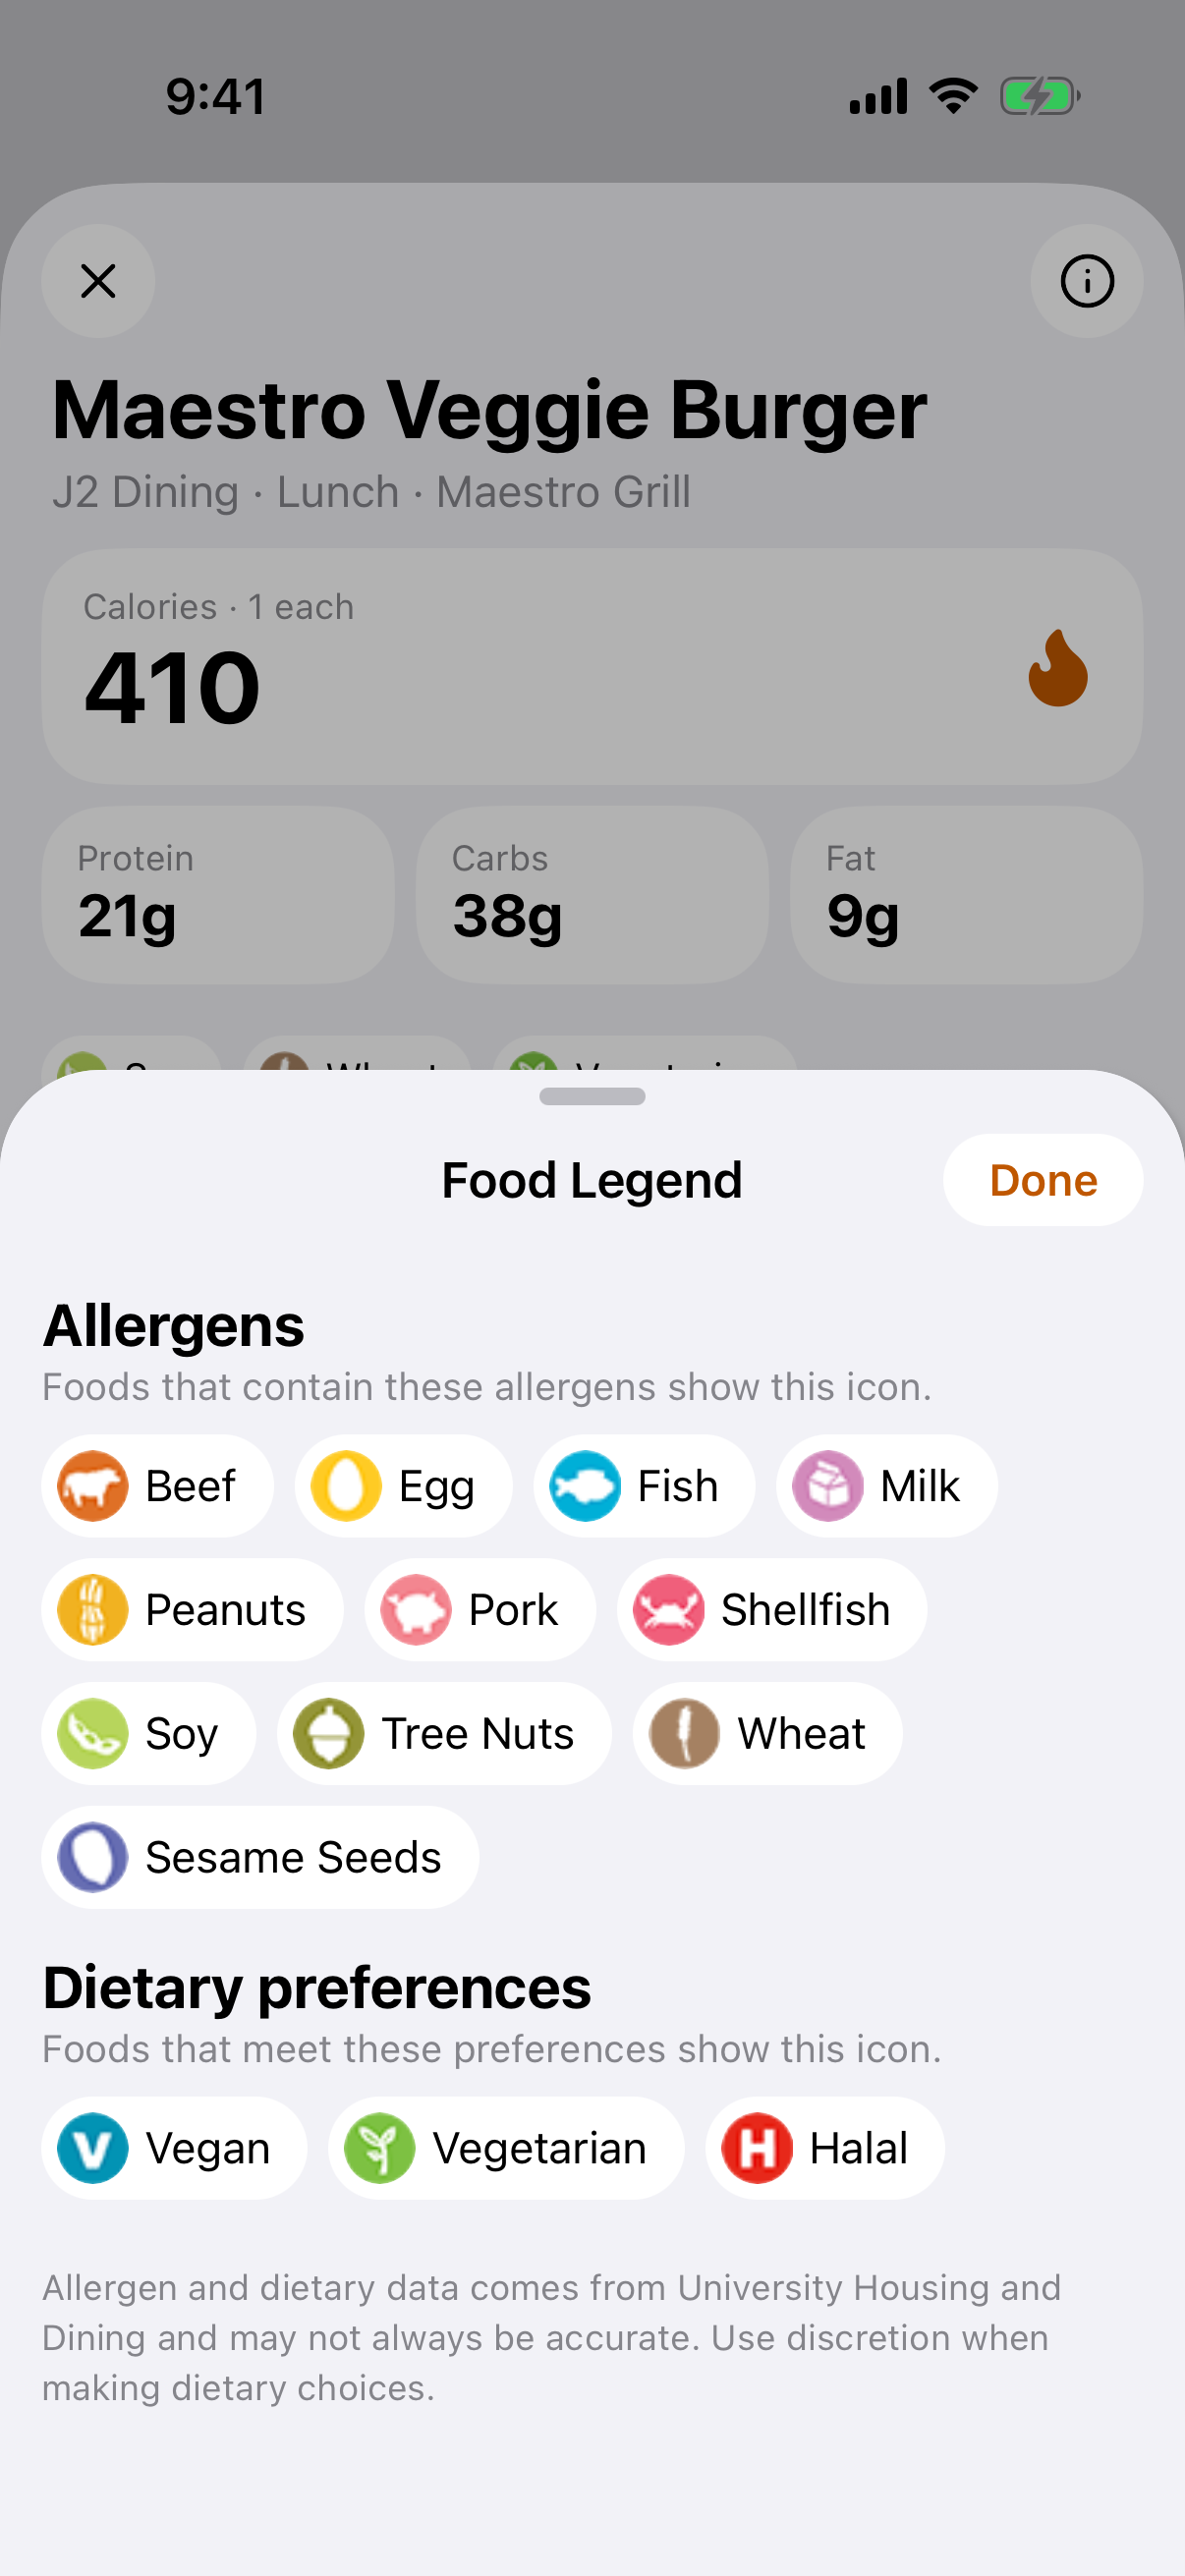 9:41
Maestro Veggie Burger
J2 Dining · Lunch · Maestro Grill
Calories · 1 each
410
Protein
21g
Carbs
38g
Fat
9g
Food Legend
Done
Allergens
Foods that contain these allergens show this icon.
Beef
Egg
Fish
Milk
Peanuts
Pork
Shellfish
Soy
Tree Nuts
Wheat
Sesame Seeds
Dietary preferences
Foods that meet these preferences show this icon.
V Vegan
Vegetarian
H Halal
Allergen and dietary data comes from University Housing and
Dining and may not always be accurate. Use discretion when
making dietary choices.